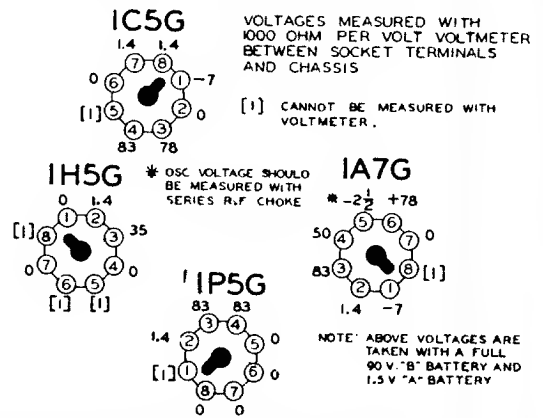 1C5G
VOLTAGES MEASURED WITH
1000 OHM PER VOLT VOLTMETER
BETWEEN SOCKET TERMINALS
AND CHASSIS
[1] CANNOT BE MEASURED WITH
VOLTMETER.
1.4 1.4
7 8
0 6 1 -7
[1] 5 2 0
4 3
83 78
1H5G
* OSC VOLTAGE SHOULD
BE MEASURED WITH
SERIES R.F CHOKE
0 1.4
1 2
[1] 8 3 35
0 7 4 0
6 5
[1] [1]
1A7G
* -2½ +78
5 6
50 4 7 0
83 3 8 [1]
2 1
1.4 -7
1P5G
83 83
3 4
1.4 2 5 0
[1] 1 6 0
8 7
0 0
NOTE: ABOVE VOLTAGES ARE
TAKEN WITH A FULL
90 V. "B" BATTERY AND
1.5 V "A" BATTERY